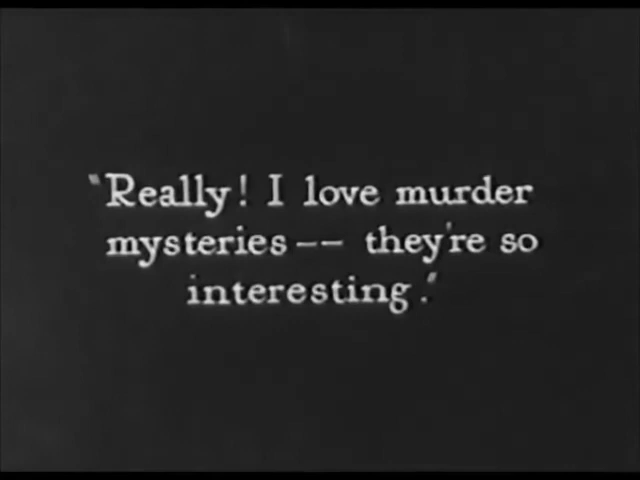 "Really! I love murder
mysteries -- they're so
interesting."